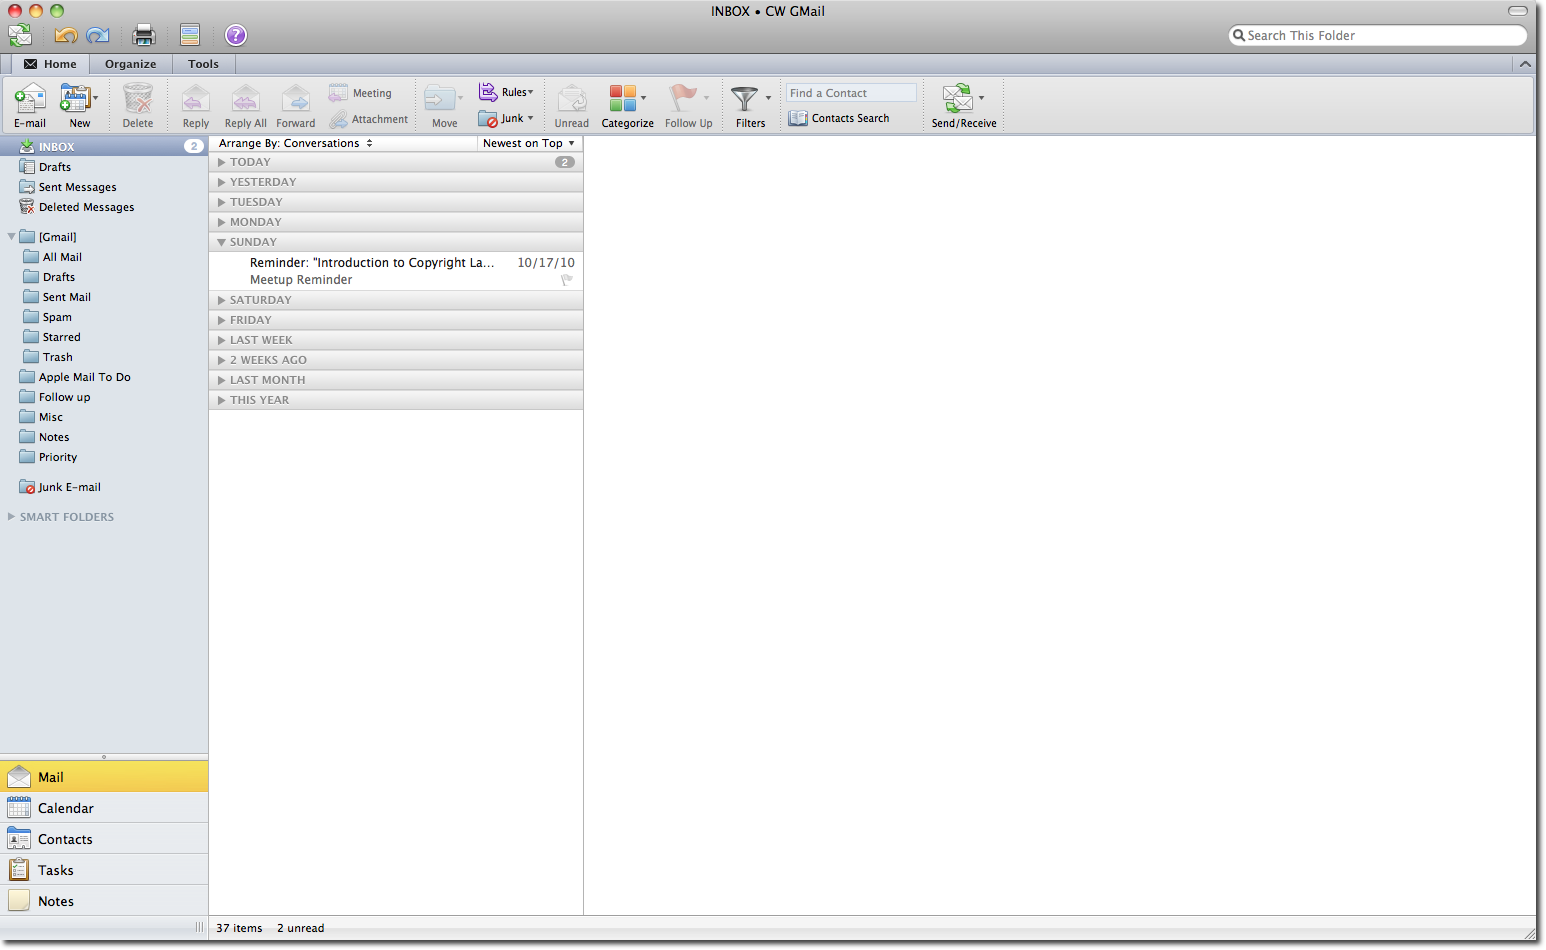 INBOX • CW GMail
Search This Folder
Home
Organize
Tools
E-mail
New
Delete
Reply
Reply All
Forward
Meeting
Attachment
Move
Rules
Junk
Unread
Categorize
Follow Up
Filters
Find a Contact
Contacts Search
Send/Receive
INBOX 2
Drafts
Sent Messages
Deleted Messages
[Gmail]
All Mail
Drafts
Sent Mail
Spam
Starred
Trash
Apple Mail To Do
Follow up
Misc
Notes
Priority
Junk E-mail
SMART FOLDERS
Mail
Calendar
Contacts
Tasks
Notes
Arrange By: Conversations Newest on Top
TODAY 2
YESTERDAY
TUESDAY
MONDAY
SUNDAY
Reminder: "Introduction to Copyright La... 10/17/10
Meetup Reminder
SATURDAY
FRIDAY
LAST WEEK
2 WEEKS AGO
LAST MONTH
THIS YEAR
37 items 2 unread